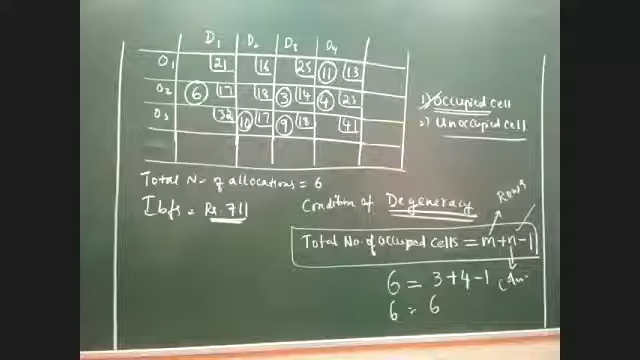 D1 D2 D3 D4
O1 21 16 25 11 13
O2 6 17 18 3 14 4 23
O3 32 10 17 9 18 41
1) Occupied cell
2) Unoccupied cell
Total No. of allocations = 6
Ibfs = Rs. 711
Condition of Degeneracy
Rows
Total No. of occupied cells = m+n-1
6 = 3+4-1
6 = 6